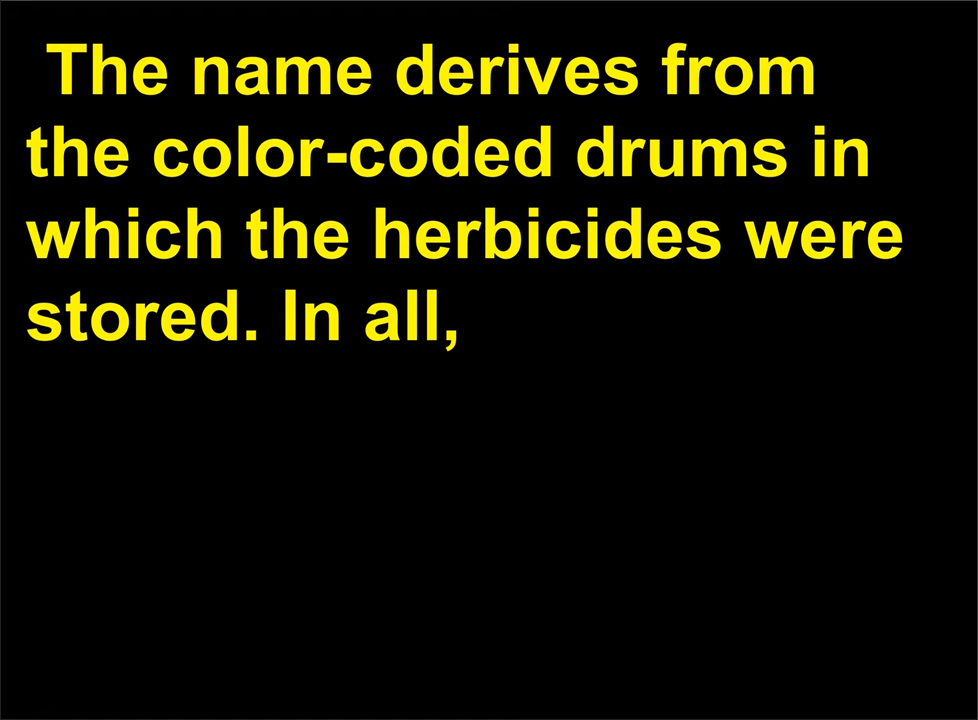 The name derives from
the color-coded drums in
which the herbicides were
stored. In all,